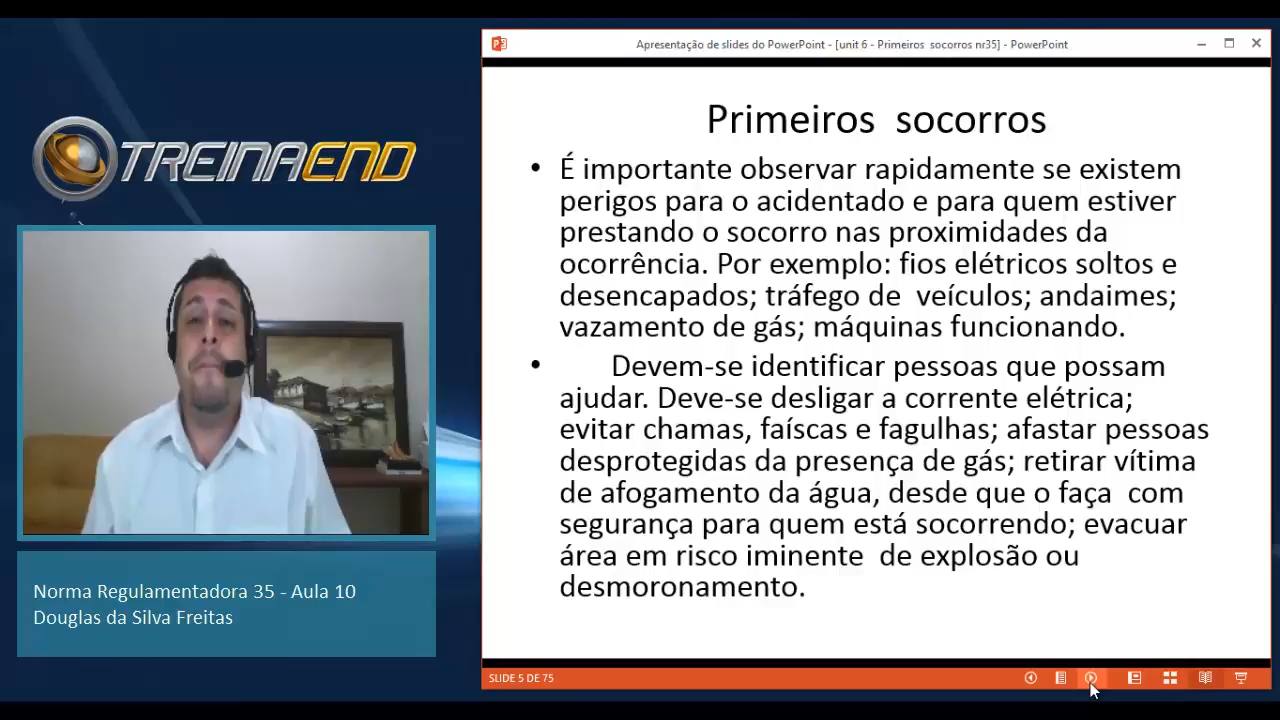 TREINAEND
Norma Regulamentadora 35 - Aula 10
Douglas da Silva Freitas
Apresentação de slides do PowerPoint - [unit 6 - Primeiros socorros nr35] - PowerPoint
Primeiros socorros
• É importante observar rapidamente se existem
perigos para o acidentado e para quem estiver
prestando o socorro nas proximidades da
ocorrência. Por exemplo: fios elétricos soltos e
desencapados; tráfego de veículos; andaimes;
vazamento de gás; máquinas funcionando.
• Devem-se identificar pessoas que possam
ajudar. Deve-se desligar a corrente elétrica;
evitar chamas, faíscas e fagulhas; afastar pessoas
desprotegidas da presença de gás; retirar vítima
de afogamento da água, desde que o faça com
segurança para quem está socorrendo; evacuar
área em risco iminente de explosão ou
desmoronamento.
SLIDE 5 DE 75